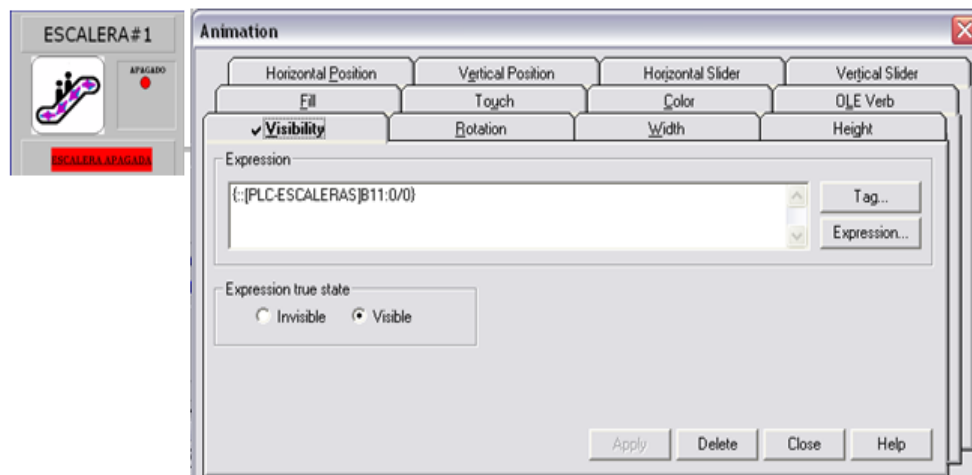 ESCALERA#1
APAGADO
ESCALERA APAGADA
Animation
Horizontal Position Vertical Position Horizontal Slider Vertical Slider
Fill Touch Color OLE Verb
Visibility Rotation Width Height
Expression
{::[PLC-ESCALERAS]B11:0/0}
Tag...
Expression...
Expression true state
Invisible Visible
Apply Delete Close Help